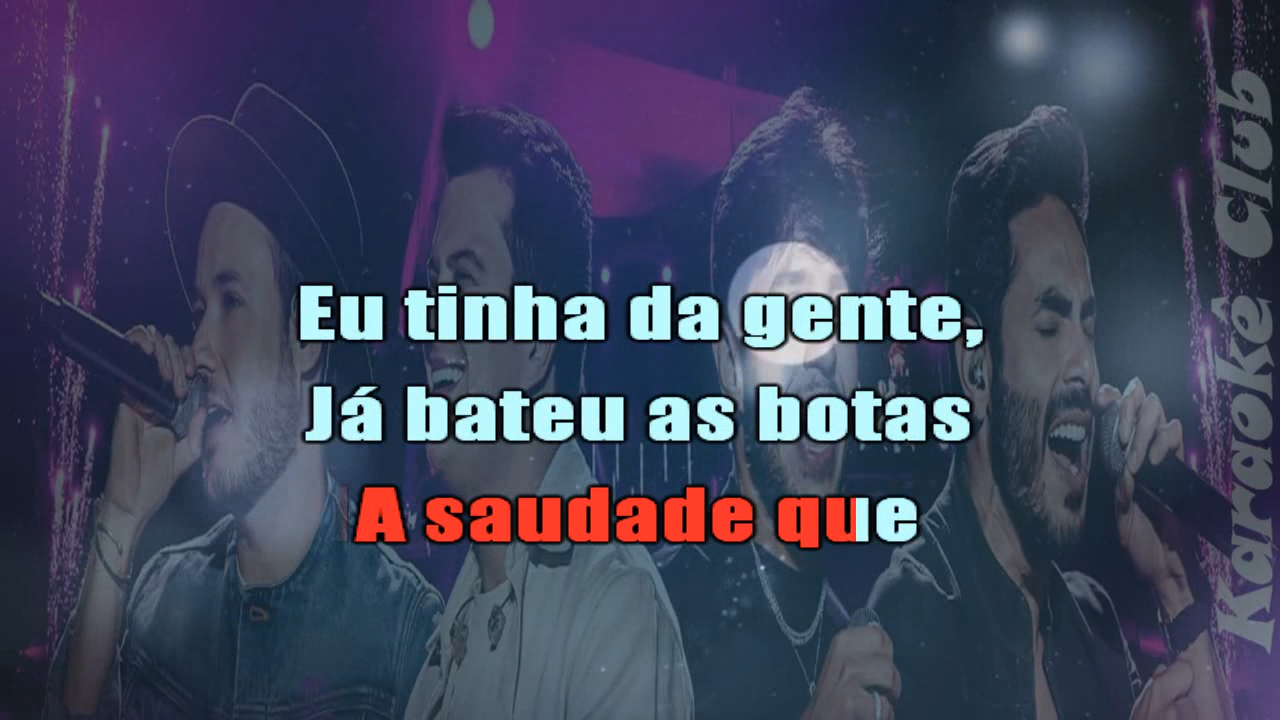 Eu tinha da gente,
Já bateu as botas
A saudade que
Karaokê Club